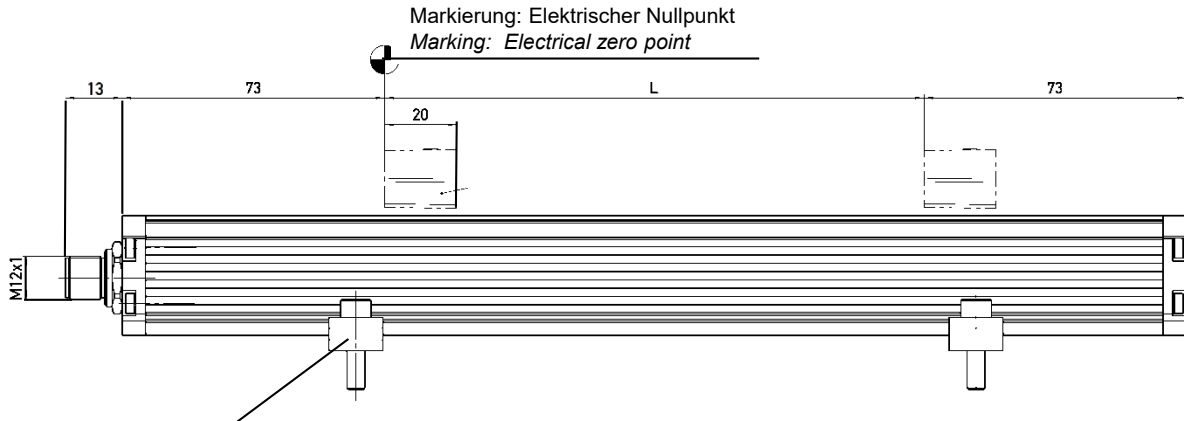 Markierung: Elektrischer Nullpunkt
Marking: Electrical zero point
13
73
L
73
20
M12x1